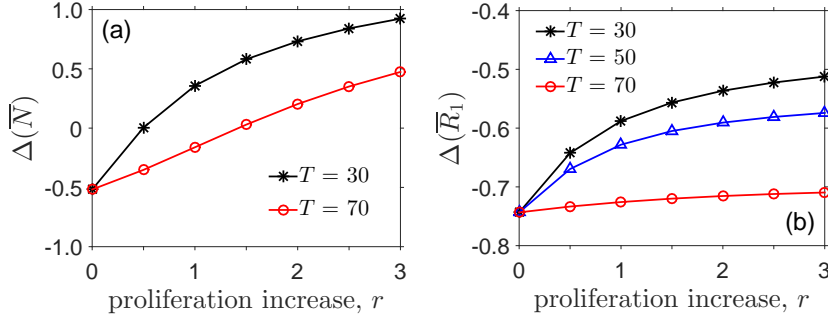 (a)
1.0
0.5
0
-0.5
-1.0
Δ(N̅)
T = 30
T = 70
0 1 2 3
proliferation increase, r
-0.4
-0.5
-0.6
-0.7
-0.8
Δ(R̅₁)
T = 30
T = 50
T = 70
(b)
0 1 2 3
proliferation increase, r